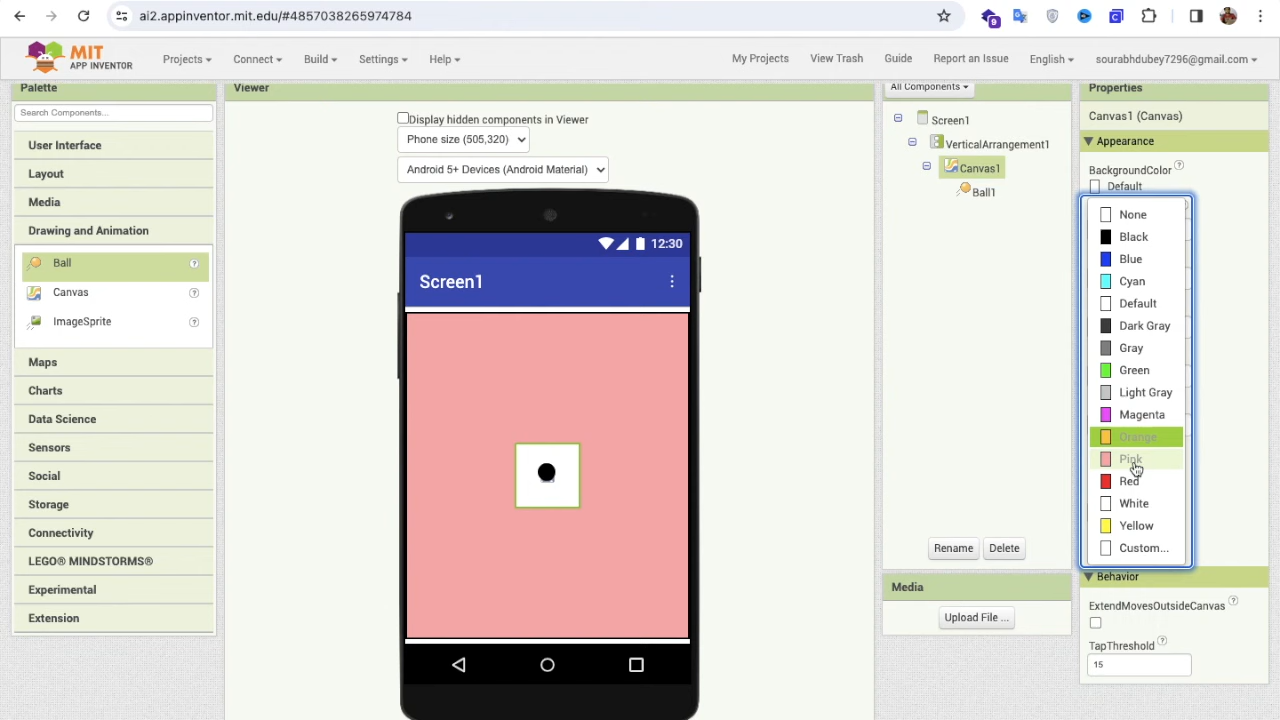 ai2.appinventor.mit.edu/#4857038265974784
9
MIT
APP INVENTOR
Projects
Connect
Build
Settings
Help
My Projects
View Trash
Guide
Report an Issue
English
sourabhdubey7296@gmail.com
Palette
Search Components...
User Interface
Layout
Media
Drawing and Animation
Ball
Canvas
ImageSprite
Maps
Charts
Data Science
Sensors
Social
Storage
Connectivity
LEGO® MINDSTORMS®
Experimental
Extension
Viewer
Display hidden components in Viewer
Phone size (505,320)
Android 5+ Devices (Android Material)
12:30
Screen1
All Components
Screen1
VerticalArrangement1
Canvas1
Ball1
Rename
Delete
Media
Upload File ...
Properties
Canvas1 (Canvas)
Appearance
BackgroundColor
Default
None
Black
Blue
Cyan
Default
Dark Gray
Gray
Green
Light Gray
Magenta
Orange
Pink
Red
White
Yellow
Custom...
Behavior
ExtendMovesOutsideCanvas
TapThreshold
15